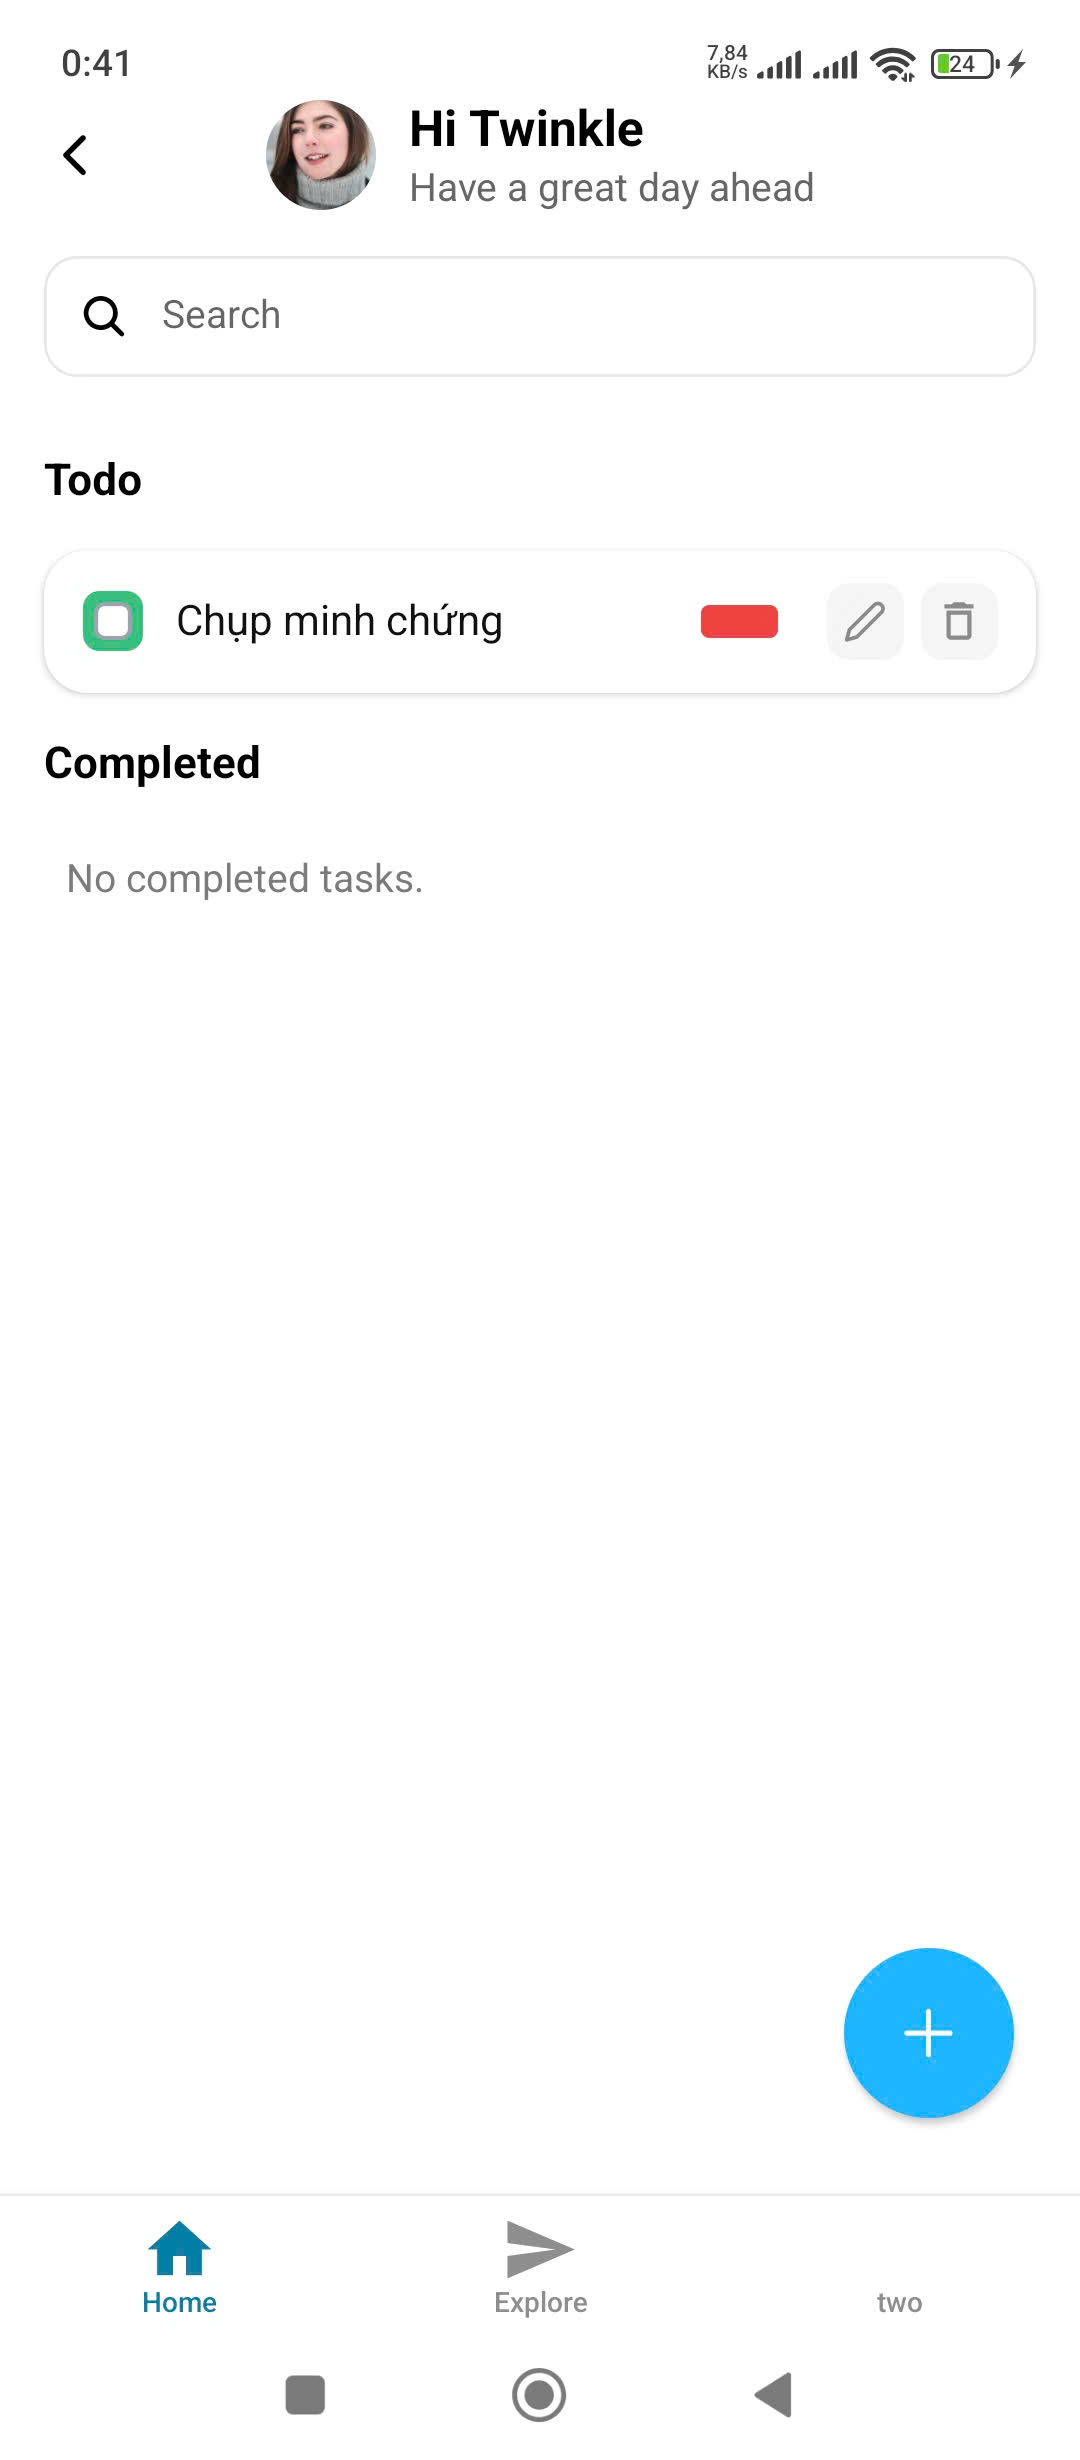 0:41
7,84
KB/s
24
Hi Twinkle
Have a great day ahead
Search
Todo
Chụp minh chứng
Completed
No completed tasks.
Home
Explore
two